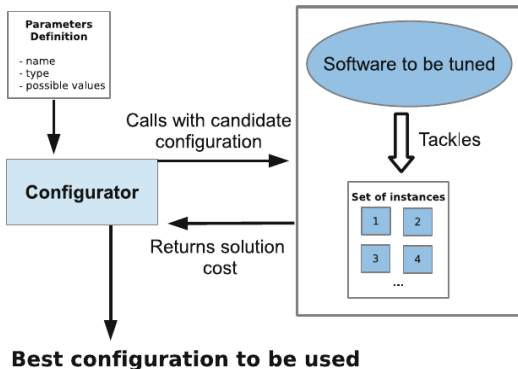 Parameters
Definition
- name
- type
- possible values
Software to be tuned
Calls with candidate
configuration
Tackles
Configurator
Set of instances
1 2
3 4
...
Returns solution
cost
Best configuration to be used